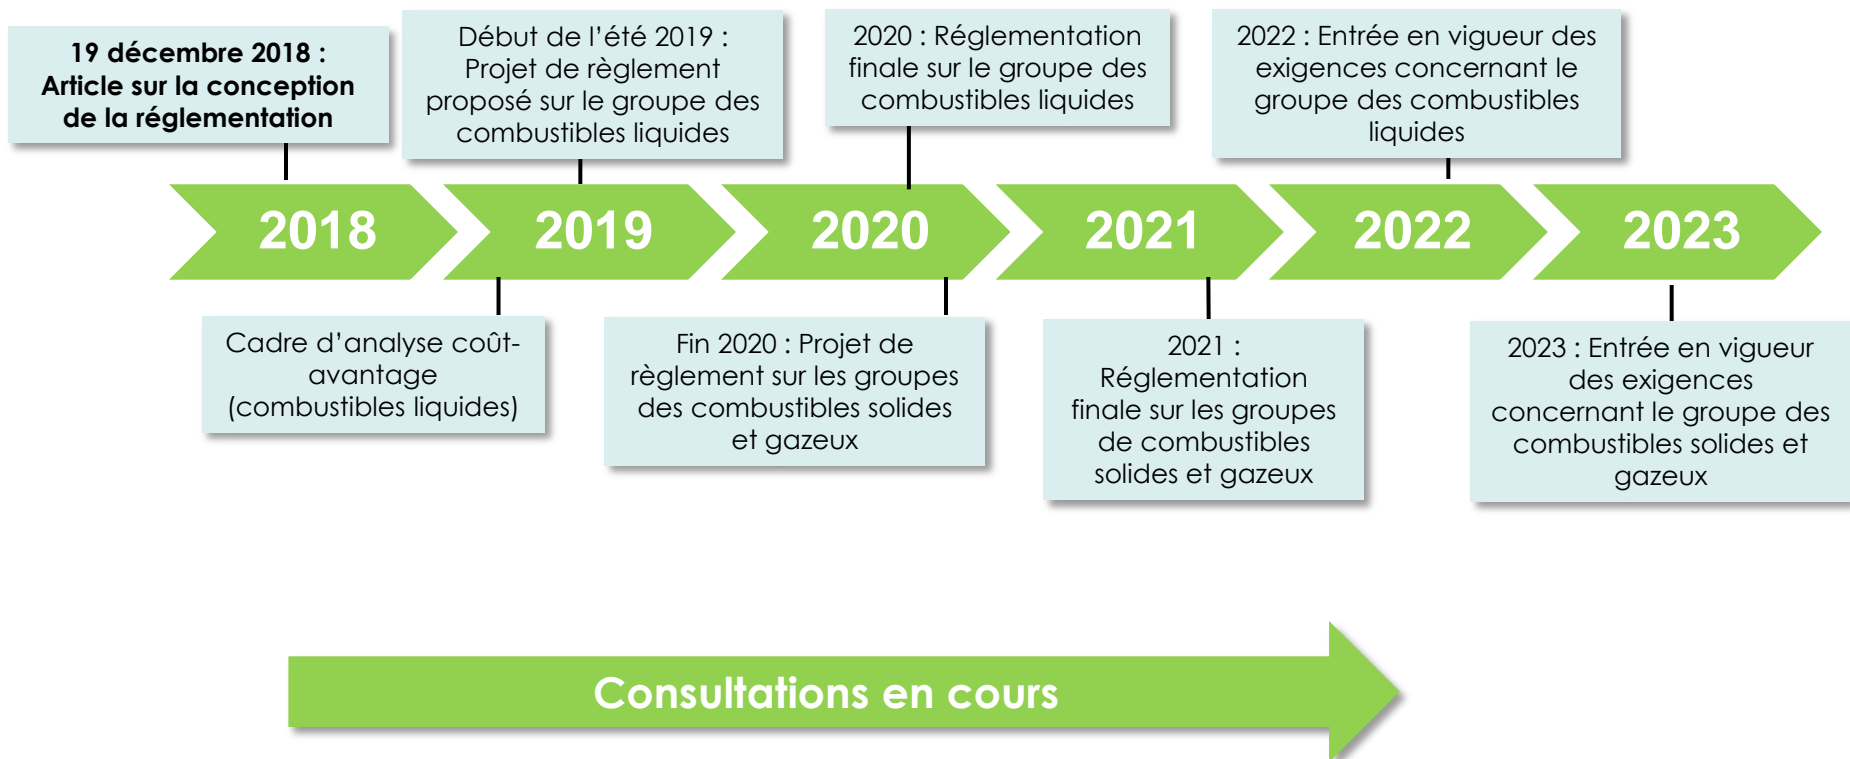 19 décembre 2018 :
Article sur la conception
de la réglementation
Début de l’été 2019 :
Projet de règlement
proposé sur le groupe des
combustibles liquides
2020 : Réglementation
finale sur le groupe des
combustibles liquides
2022 : Entrée en vigueur des
exigences concernant le
groupe des combustibles
liquides
2018
2019
2020
2021
2022
2023
Cadre d’analyse coût-
avantage
(combustibles liquides)
Fin 2020 : Projet de
règlement sur les groupes
des combustibles solides
et gazeux
2021 :
Réglementation
finale sur les groupes
de combustibles
solides et gazeux
2023 : Entrée en vigueur
des exigences
concernant le groupe des
combustibles solides et
gazeux
Consultations en cours